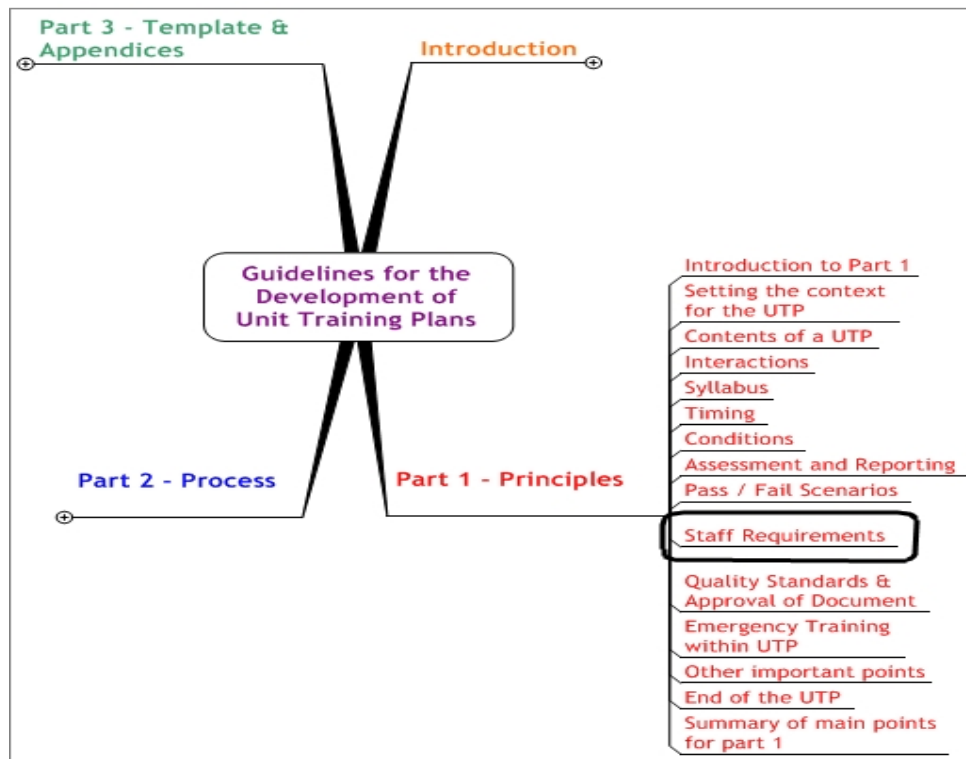 Part 3 - Template &
Appendices
Introduction
Guidelines for the
Development of
Unit Training Plans
Part 2 - Process
Part 1 - Principles
Introduction to Part 1
Setting the context
for the UTP
Contents of a UTP
Interactions
Syllabus
Timing
Conditions
Assessment and Reporting
Pass / Fail Scenarios
Staff Requirements
Quality Standards &
Approval of Document
Emergency Training
within UTP
Other important points
End of the UTP
Summary of main points
for part 1